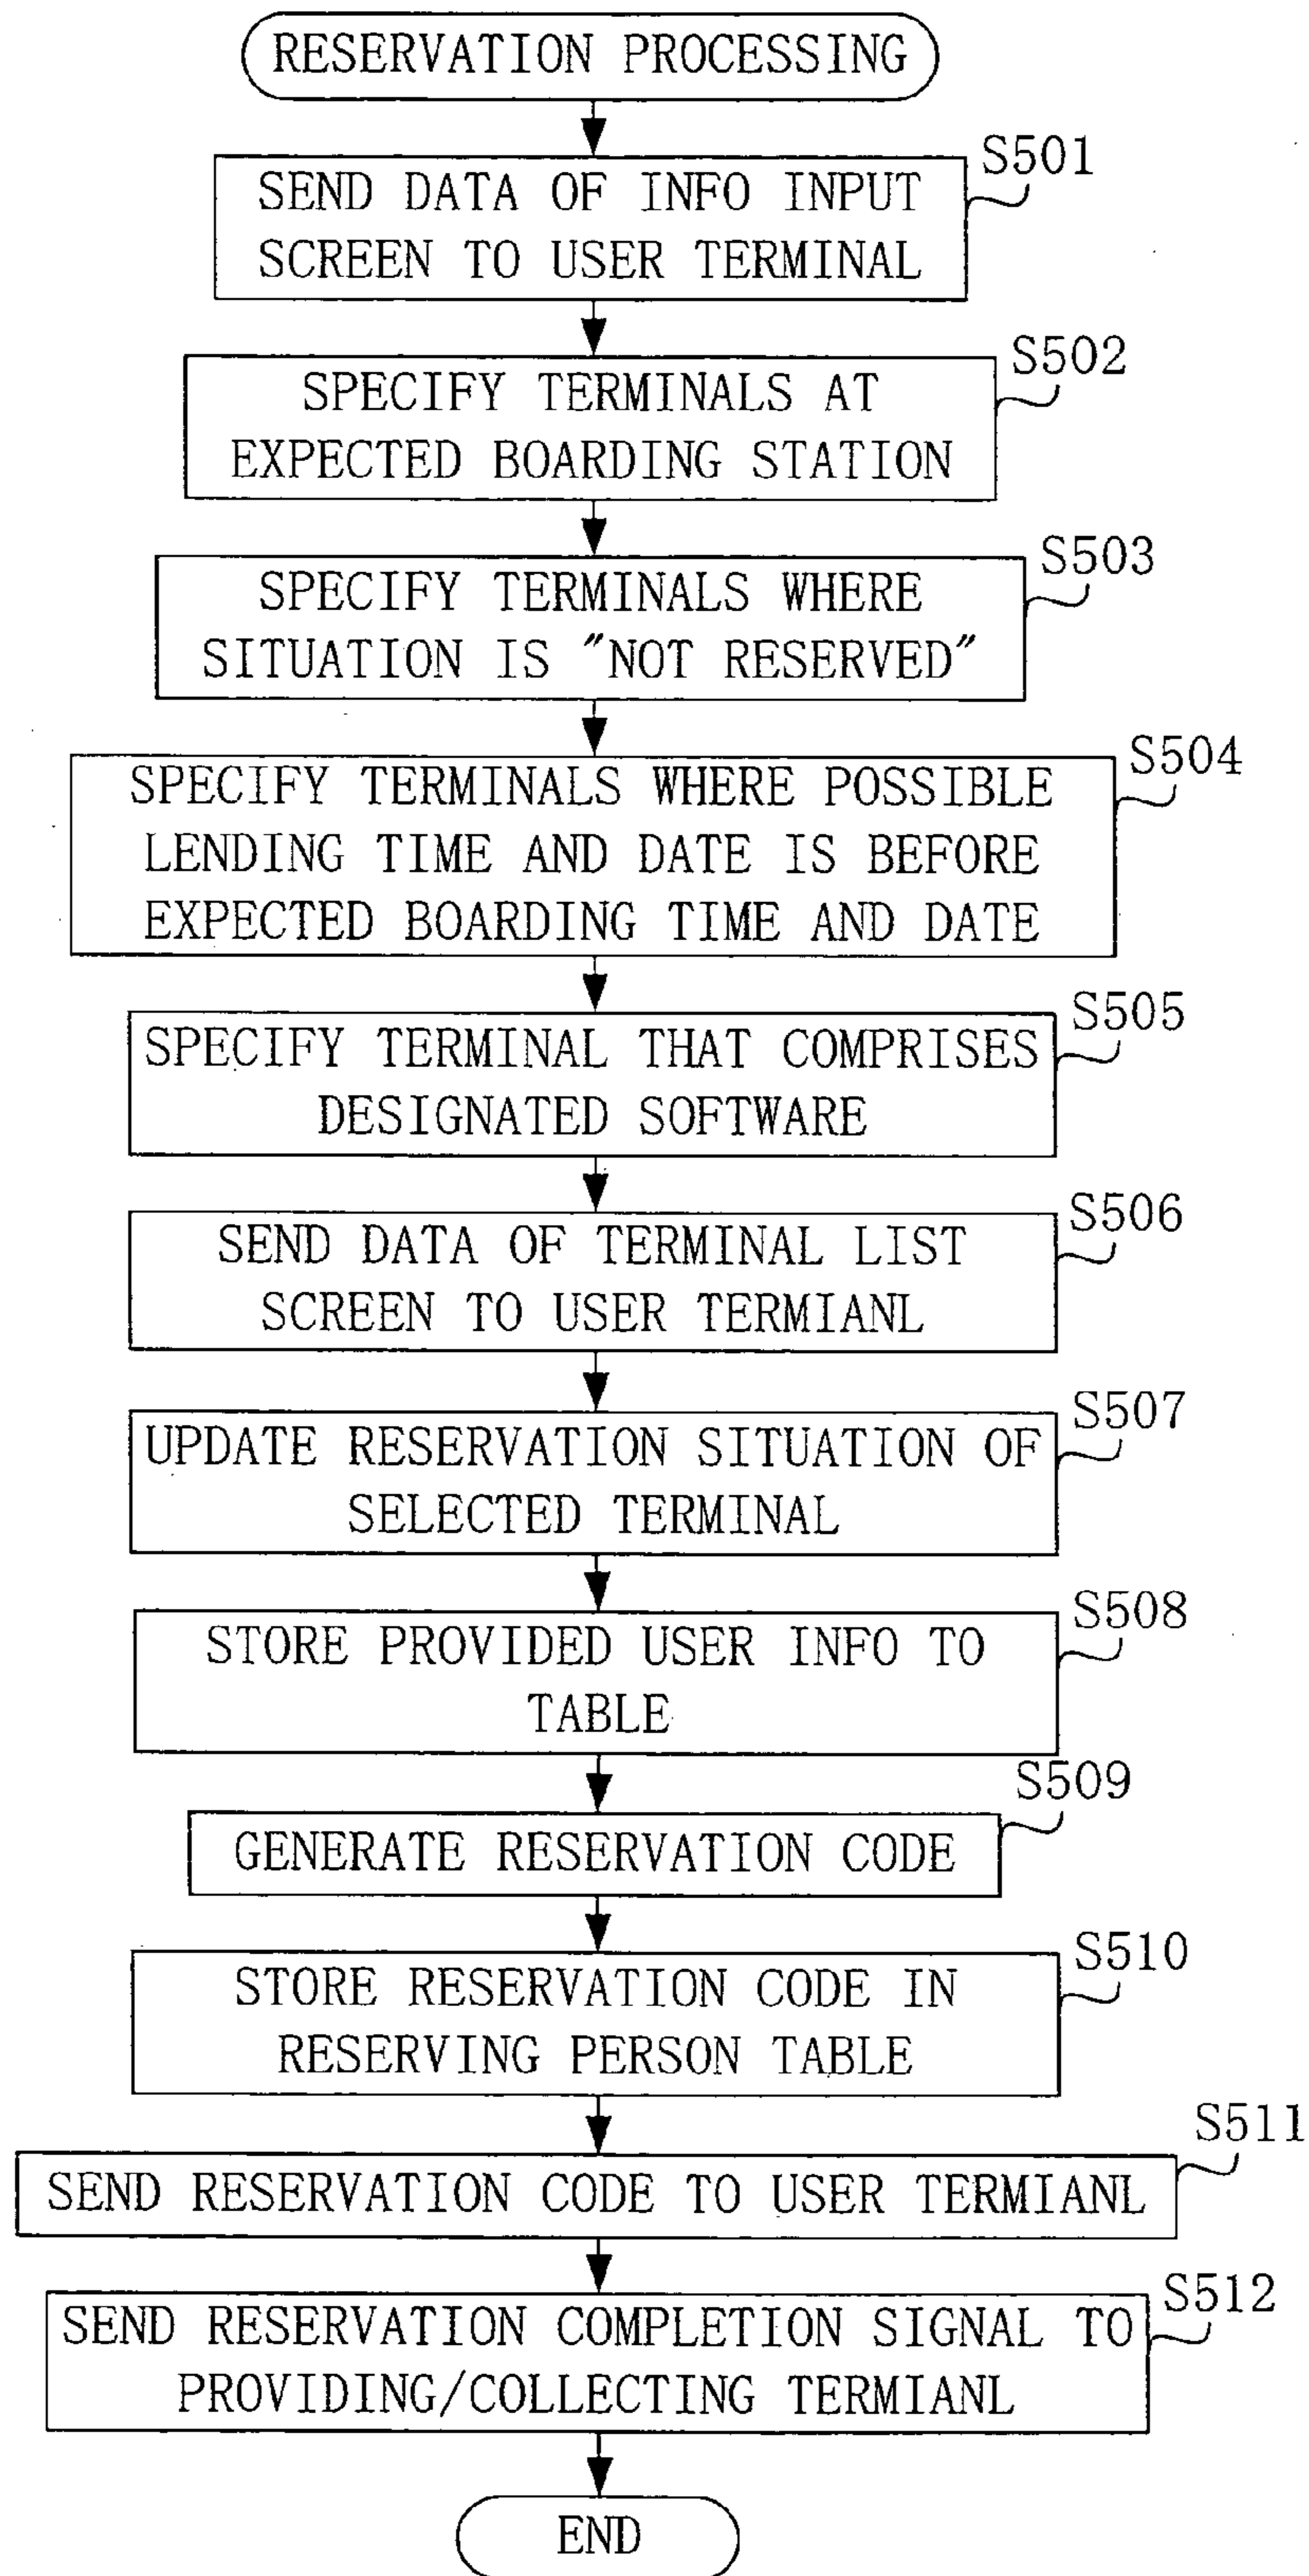 RESERVATION PROCESSING
S501
SEND DATA OF INFO INPUT
SCREEN TO USER TERMINAL
S502
SPECIFY TERMINALS AT
EXPECTED BOARDING STATION
S503
SPECIFY TERMINALS WHERE
SITUATION IS "NOT RESERVED"
S504
SPECIFY TERMINALS WHERE POSSIBLE
LENDING TIME AND DATE IS BEFORE
EXPECTED BOARDING TIME AND DATE
S505
SPECIFY TERMINAL THAT COMPRISES
DESIGNATED SOFTWARE
S506
SEND DATA OF TERMINAL LIST
SCREEN TO USER TERMIANL
S507
UPDATE RESERVATION SITUATION OF
SELECTED TERMINAL
S508
STORE PROVIDED USER INFO TO
TABLE
S509
GENERATE RESERVATION CODE
S510
STORE RESERVATION CODE IN
RESERVING PERSON TABLE
S511
SEND RESERVATION CODE TO USER TERMIANL
S512
SEND RESERVATION COMPLETION SIGNAL TO
PROVIDING/COLLECTING TERMIANL
END